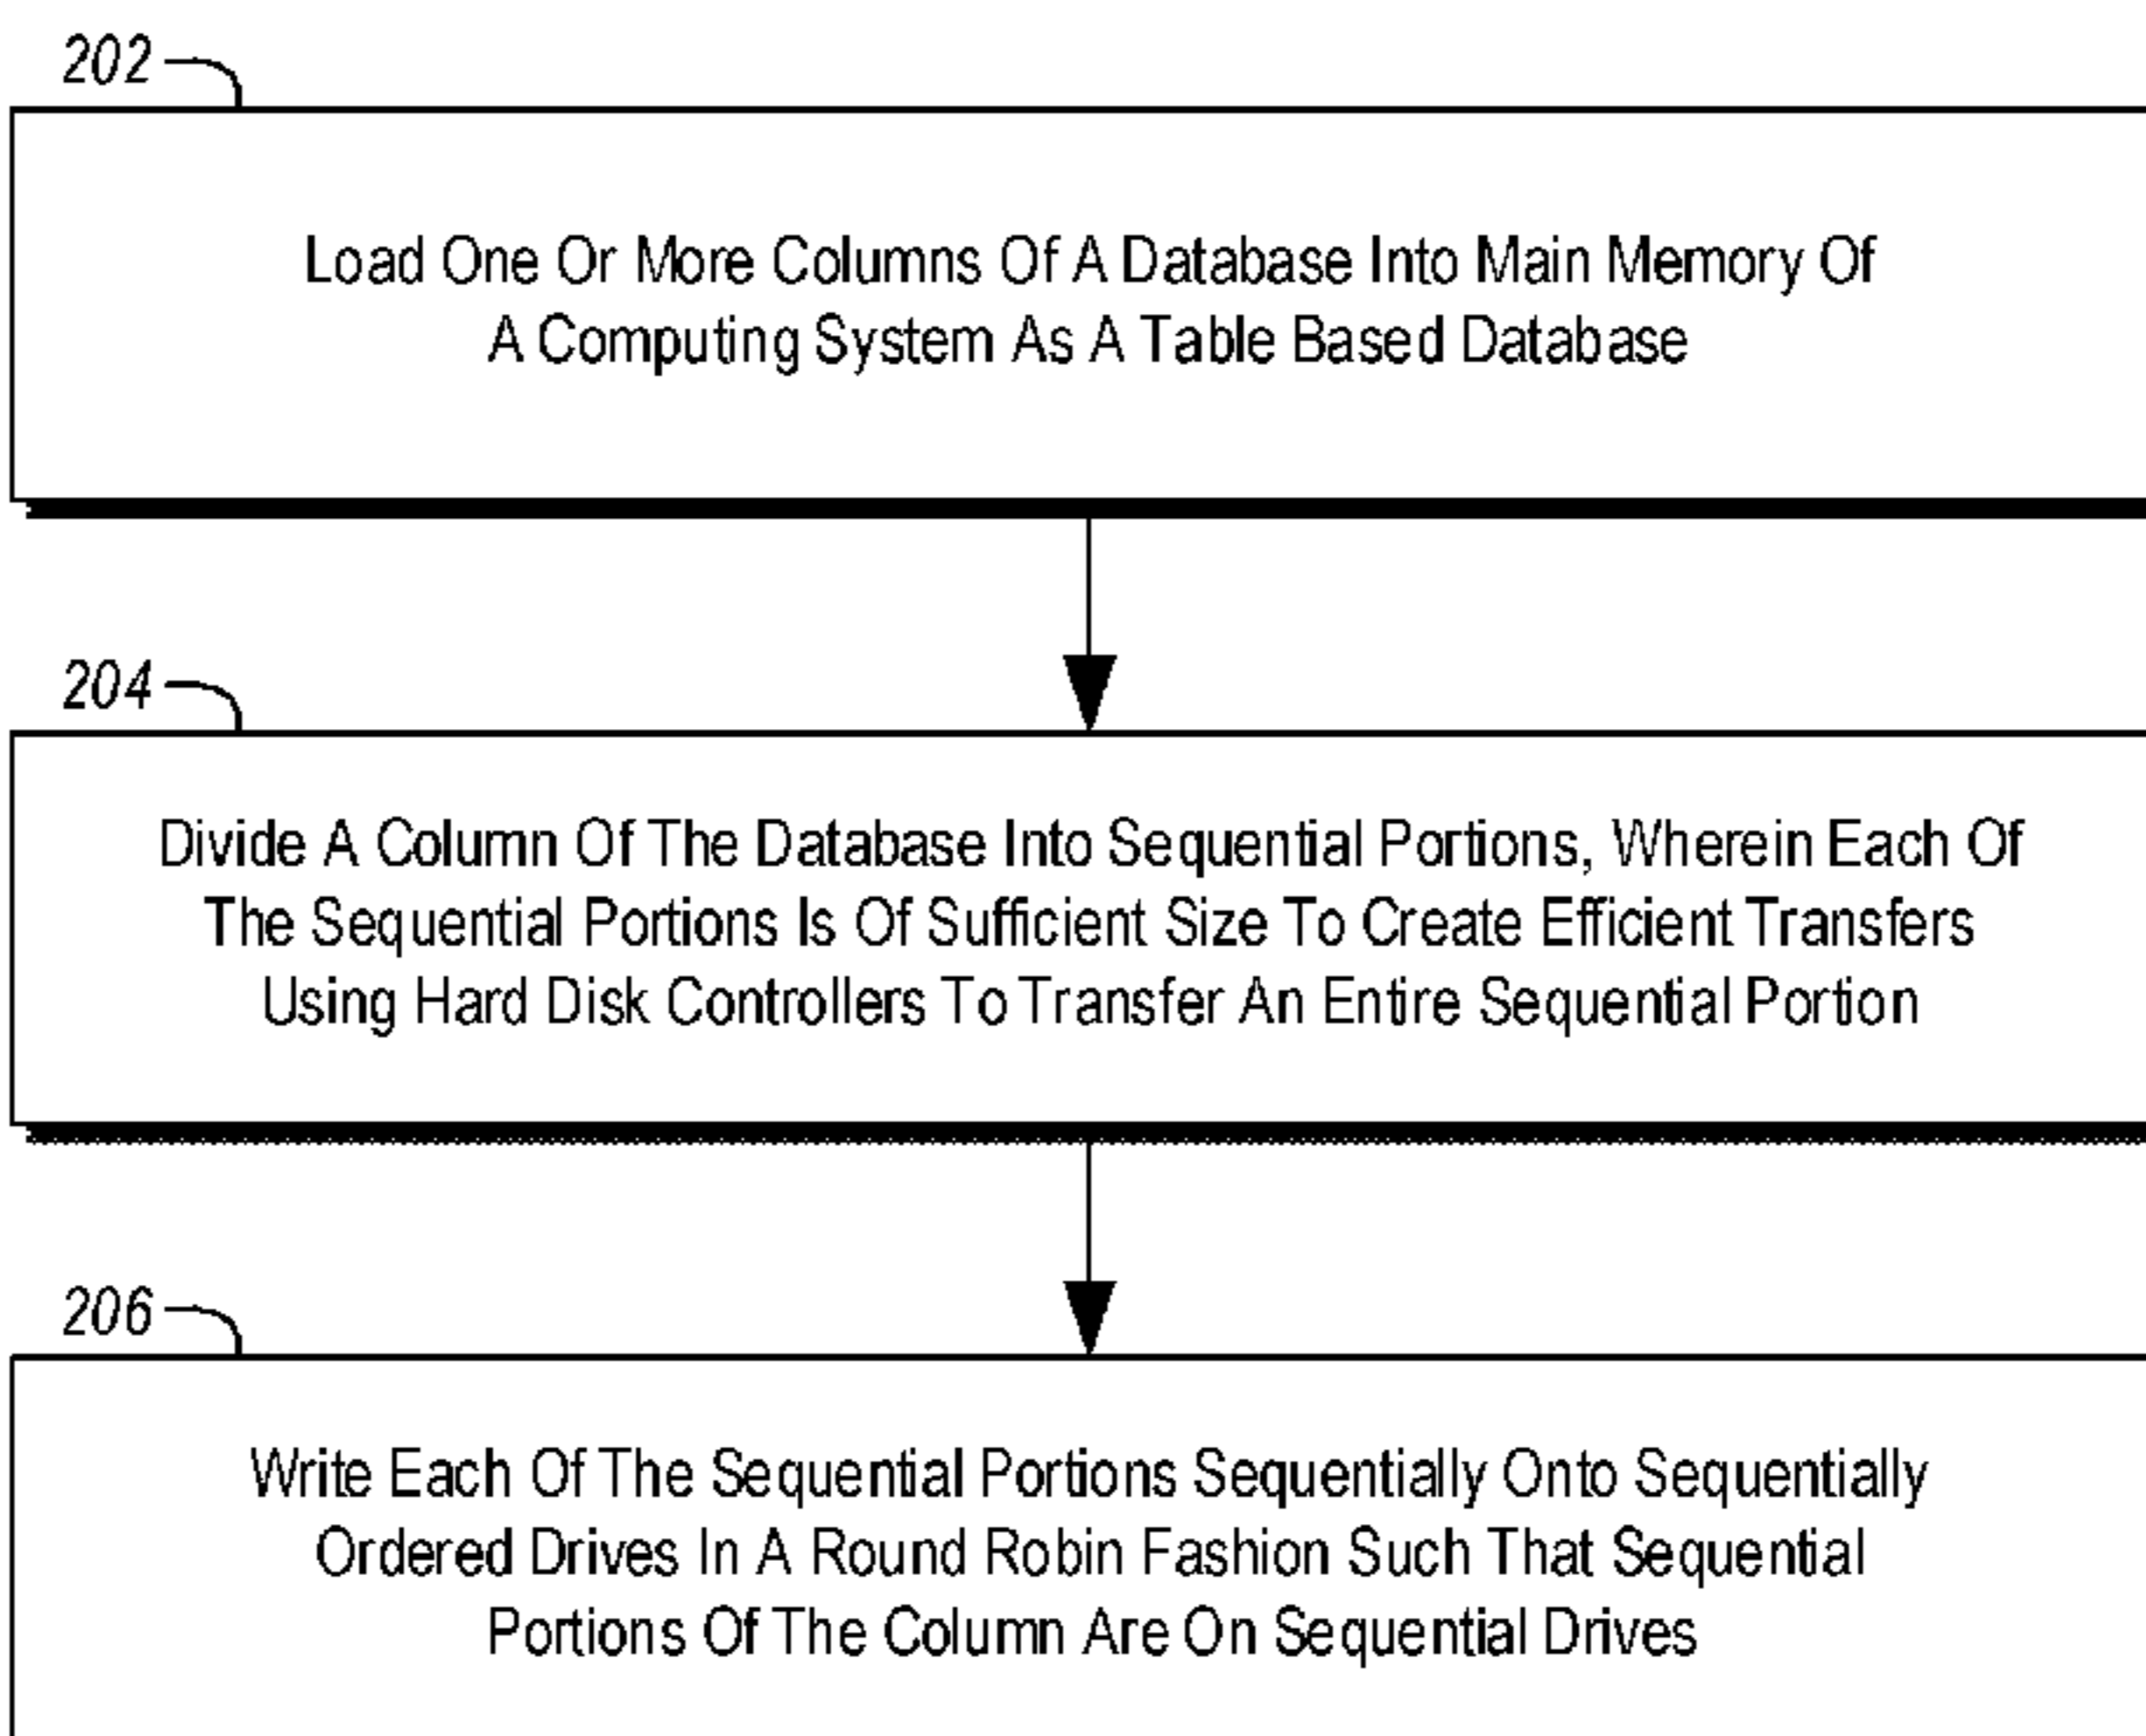 202
Load One Or More Columns Of A Database Into Main Memory Of
A Computing System As A Table Based Database
204
Divide A Column Of The Database Into Sequential Portions, Wherein Each Of
The Sequential Portions Is Of Sufficient Size To Create Efficient Transfers
Using Hard Disk Controllers To Transfer An Entire Sequential Portion
206
Write Each Of The Sequential Portions Sequentially Onto Sequentially
Ordered Drives In A Round Robin Fashion Such That Sequential
Portions Of The Column Are On Sequential Drives